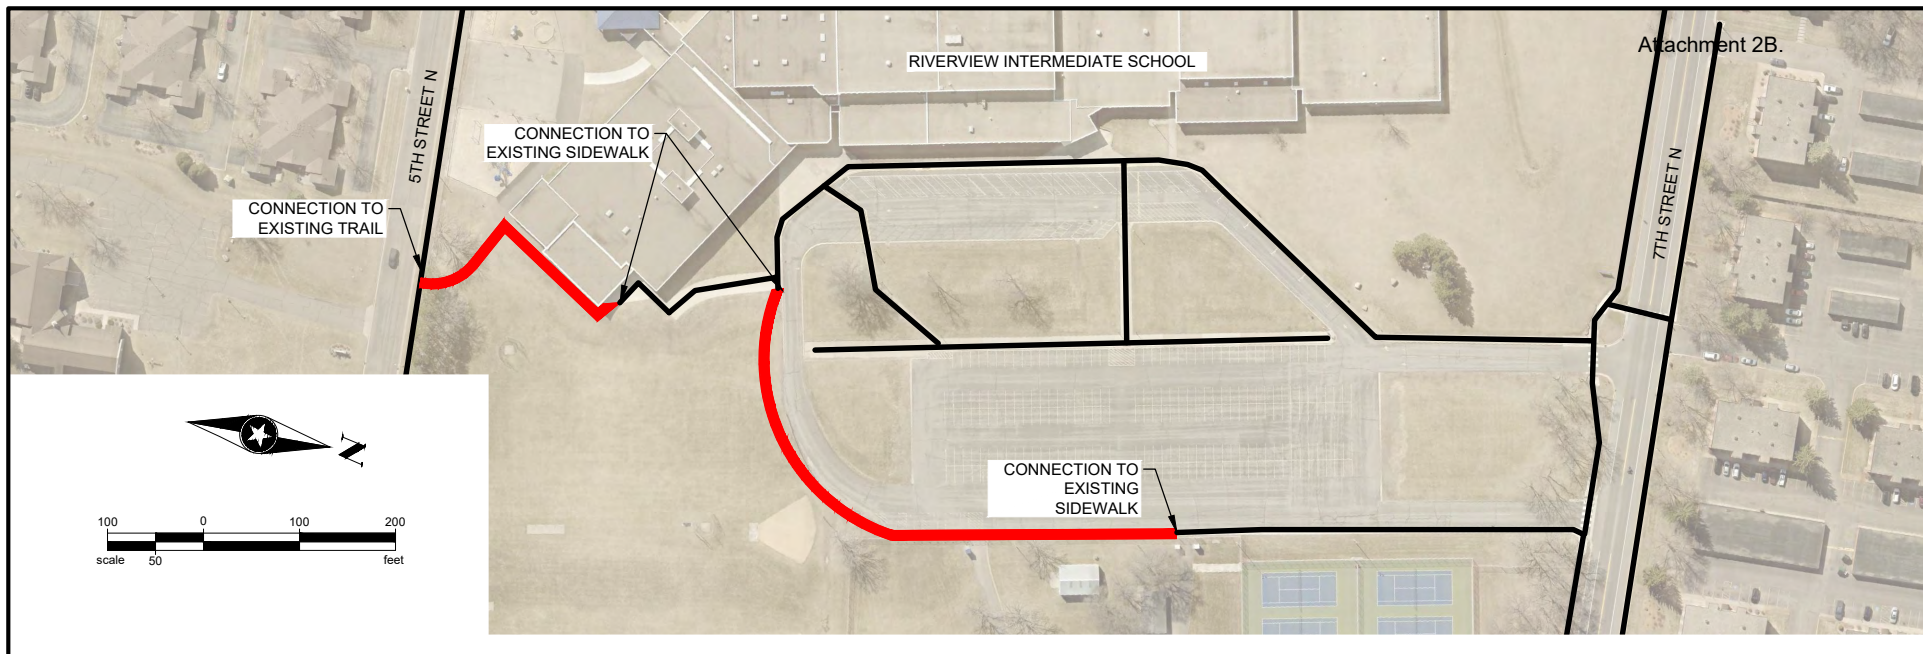 Attachment 2B.
RIVERVIEW INTERMEDIATE SCHOOL
5TH STREET N
CONNECTION TO
EXISTING SIDEWALK
CONNECTION TO
EXISTING TRAIL
7TH STREET N
N
CONNECTION TO
EXISTING
SIDEWALK
100 0 100 200
scale 50 feet